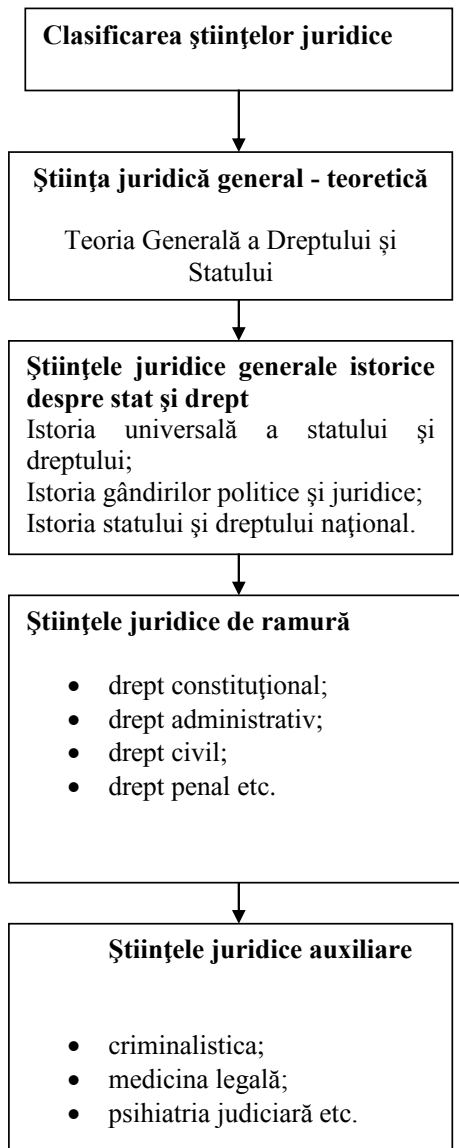 Clasificarea ştiinţelor juridice
Ştiinţa juridică general - teoretică
Teoria Generală a Dreptului și
Statului
Ştiinţele juridice generale istorice
despre stat şi drept
Istoria universală a statului şi
dreptului;
Istoria gândirilor politice şi juridice;
Istoria statului şi dreptului naţional.
Ştiinţele juridice de ramură
• drept constituţional;
• drept administrativ;
• drept civil;
• drept penal etc.
Ştiinţele juridice auxiliare
• criminalistica;
• medicina legală;
• psihiatria judiciară etc.